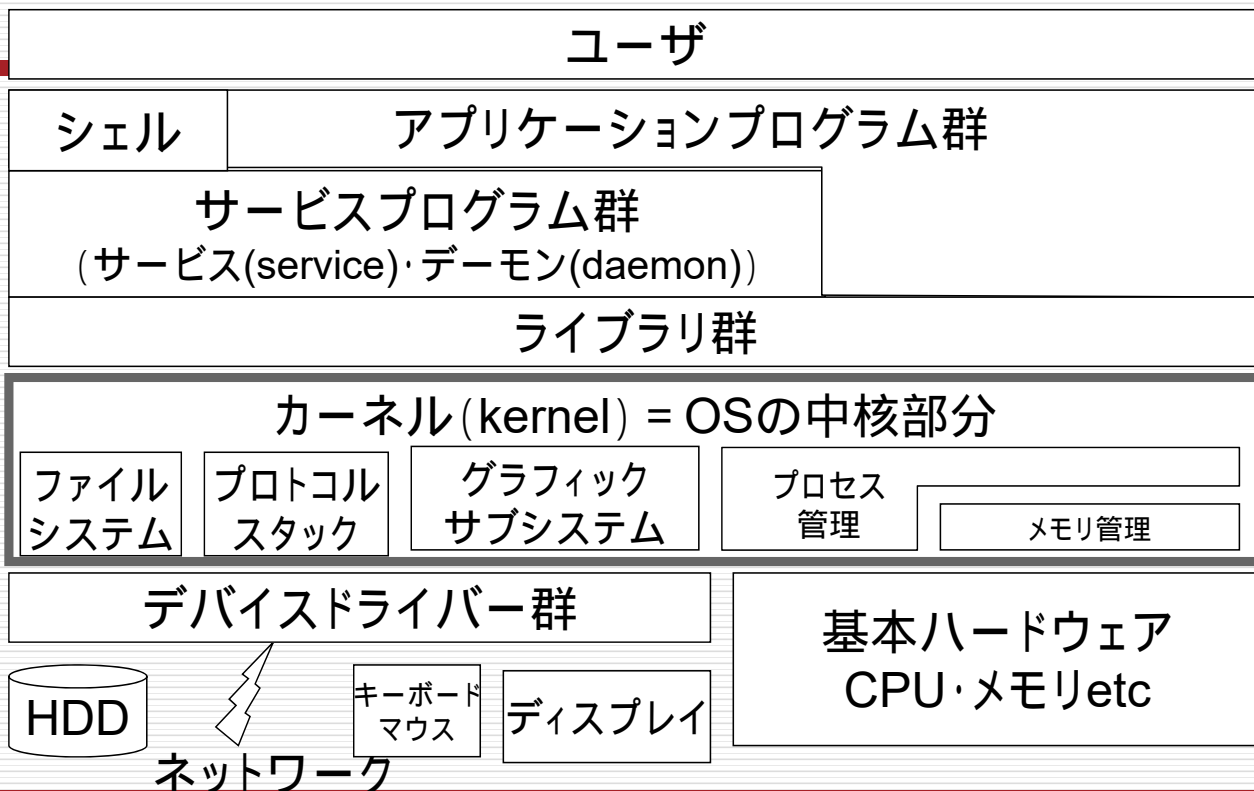 ユーザ
シェル
アプリケーションプログラム群
サービスプログラム群
(サービス(service)・デーモン(daemon))
ライブラリ群
カーネル(kernel) = OSの中核部分
ファイル
システム
プロトコル
スタック
グラフィック
サブシステム
プロセス
管理
メモリ管理
デバイスドライバー群
基本ハードウェア
CPU・メモリetc
HDD
ネットワーク
キーボード
マウス
ディスプレイ